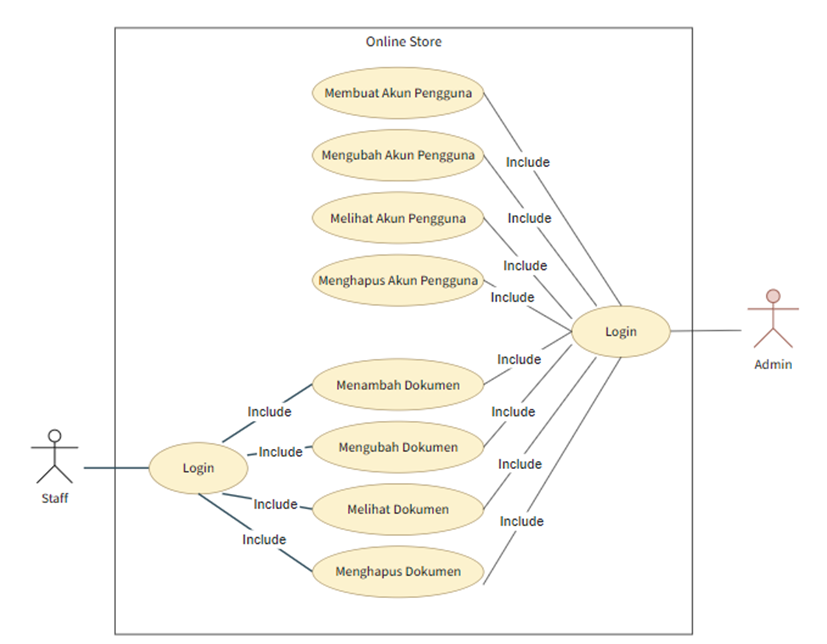 Online Store
Membuat Akun Pengguna
Include
Mengubah Akun Pengguna
Include
Melihat Akun Pengguna
Include
Menghapus Akun Pengguna
Include
Login
Admin
Include
Menambah Dokumen
Include
Include
Mengubah Dokumen
Include
Staff
Login
Include
Melihat Dokumen
Include
Include
Menghapus Dokumen
Include